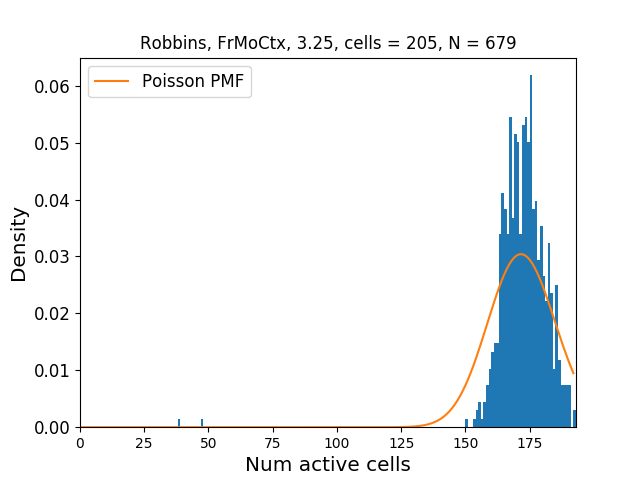 Robbins, FrMoCtx, 3.25, cells = 205, N = 679
Poisson PMF
Density
0.06
0.05
0.04
0.03
0.02
0.01
0.00
0 25 50 75 100 125 150 175
Num active cells